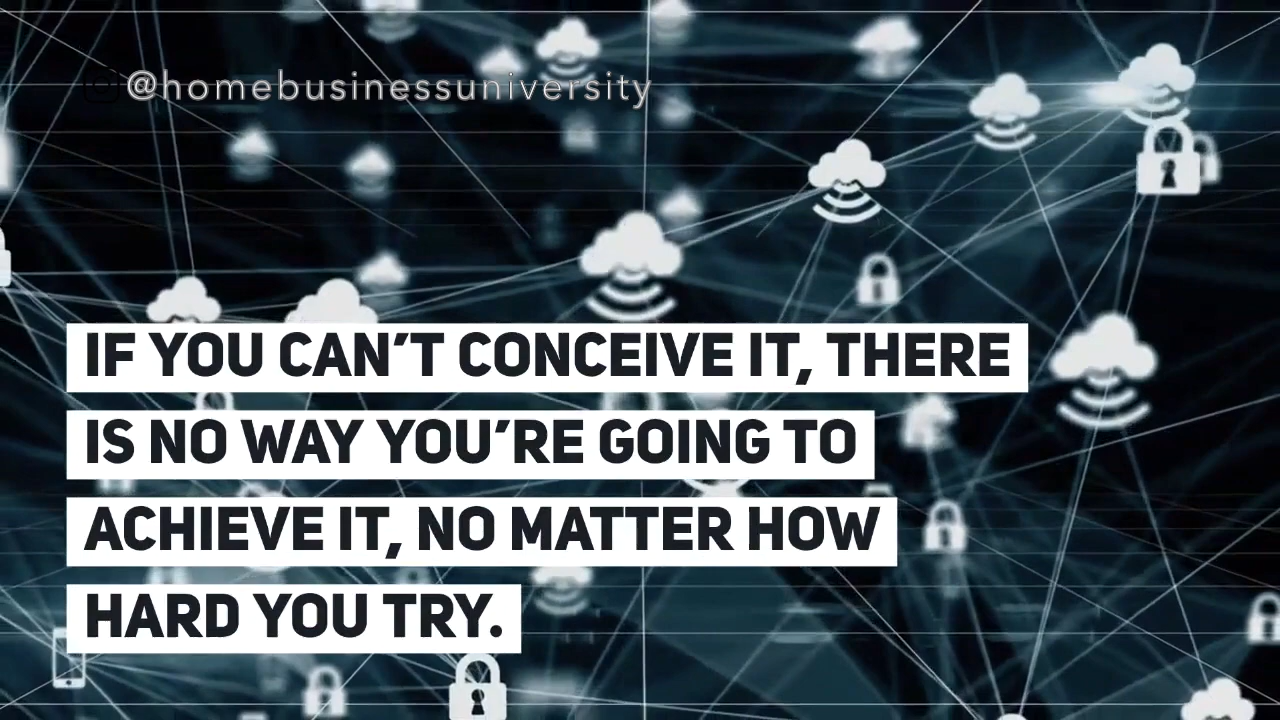 @homebusinessuniversity
IF YOU CAN'T CONCEIVE IT, THERE
IS NO WAY YOU'RE GOING TO
ACHIEVE IT, NO MATTER HOW
HARD YOU TRY.